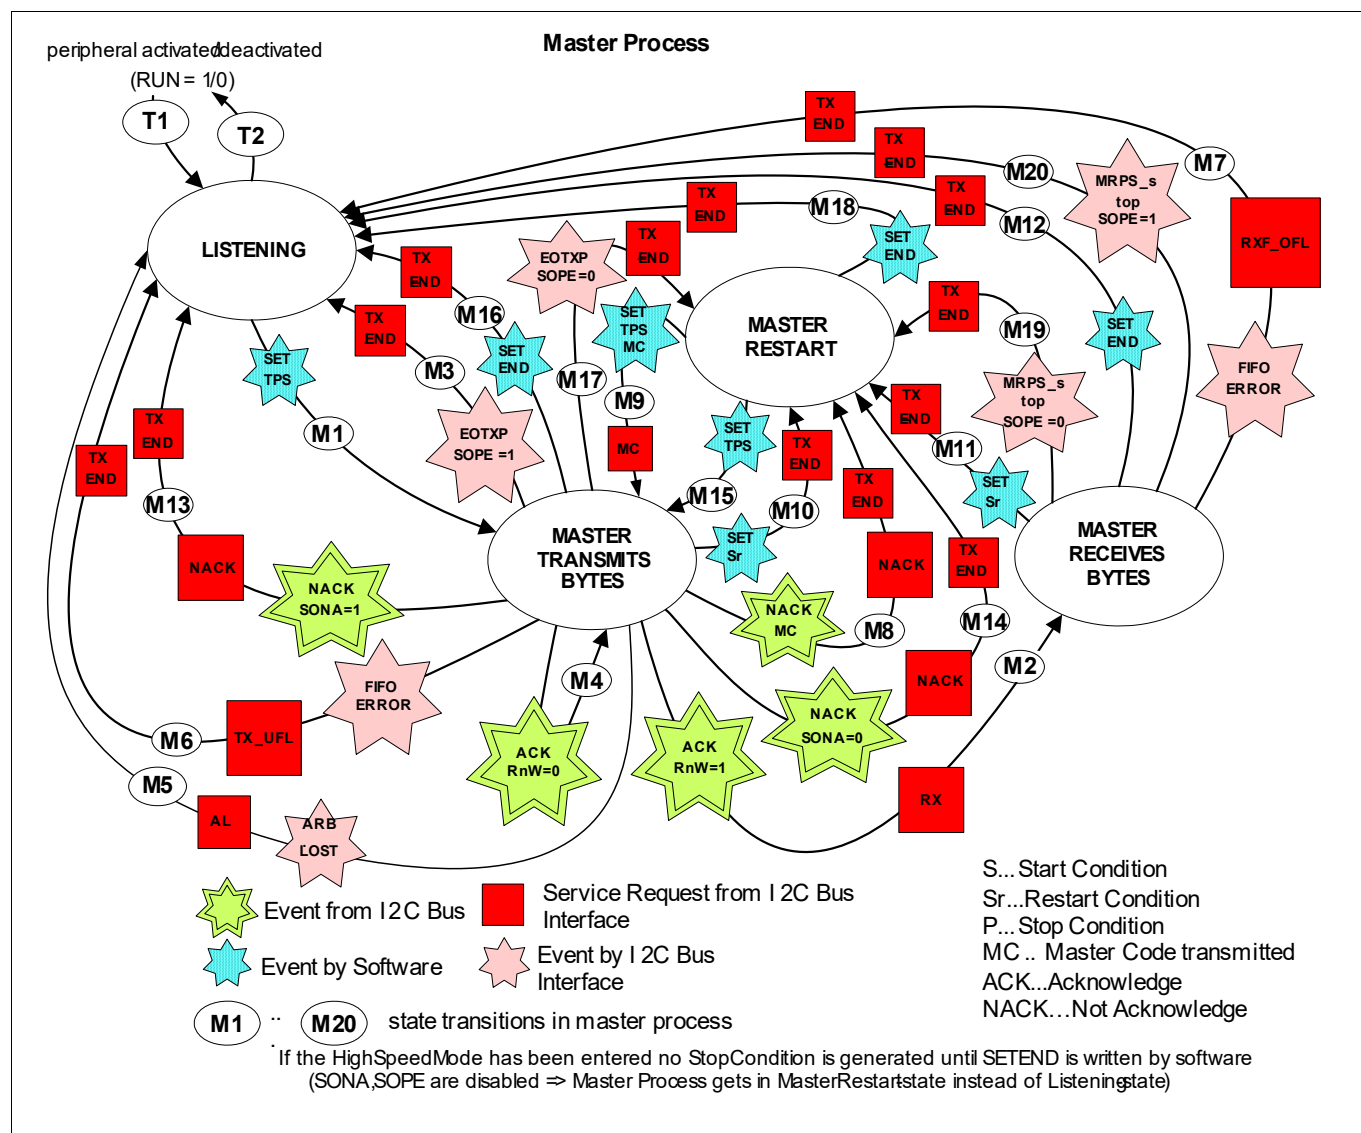 Master Process
peripheral activated/deactivated
(RUN = 1/0)
T1
T2
TX
END
TX
END
M20
MRPS_s
top
SOPE=1
M7
TX
END
TX
END
M18
M12
RXF_OFL
LISTENING
EOTXP
SOPE=0
TX
END
SET
END
TX
END
M16
TX
END
M3
SET
TPS
MC
MASTER
RESTART
TX
END
M19
SET
END
SET
TPS
SET
END
M17
M9
MRPS_s
top
SOPE=0
FIFO
ERROR
M1
EOTXP
SOPE=1
MC
SET
TPS
TX
END
TX
END
M11
TX
END
TX
END
M13
M15
M10
TX
END
SET
Sr
MASTER
TRANSMITS
BYTES
SET
Sr
MASTER
RECEIVES
BYTES
NACK
NACK
SONA=1
NACK
TX
END
NACK
MC
M8
M14
M2
FIFO
ERROR
M4
NACK
TX_UFL
M6
NACK
SONA=0
ACK
RnW=0
ACK
RnW=1
M5
AL
ARB
LOST
RX
Event from I2C Bus
Service Request from I2C Bus
Interface
Event by Software
Event by I2C Bus
Interface
M1 .. M20 state transitions in master process
S...Start Condition
Sr...Restart Condition
P...Stop Condition
MC .. Master Code transmitted
ACK...Acknowledge
NACK...Not Acknowledge
If the HighSpeedMode has been entered no StopCondition is generated until SETEND is written by software
(SONA,SOPE are disabled => Master Process gets in MasterRestart-state instead of Listening-state)